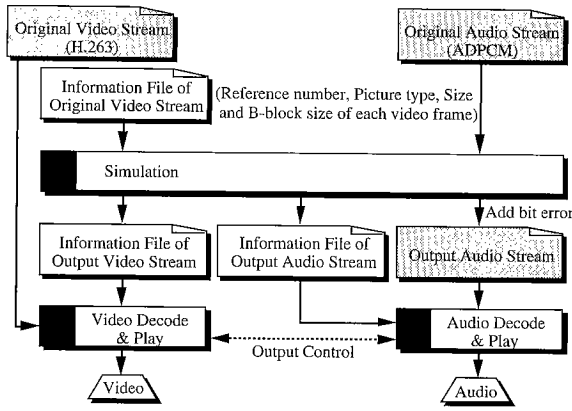 Original Video Stream
(H.263)
Original Audio Stream
(ADPCM)
Information File of
Original Video Stream
(Reference number, Picture type, Size
and B-block size of each video frame)
Simulation
Add bit error
Information File of
Output Video Stream
Information File of
Output Audio Stream
Output Audio Stream
Video Decode
& Play
Output Control
Audio Decode
& Play
Video
Audio